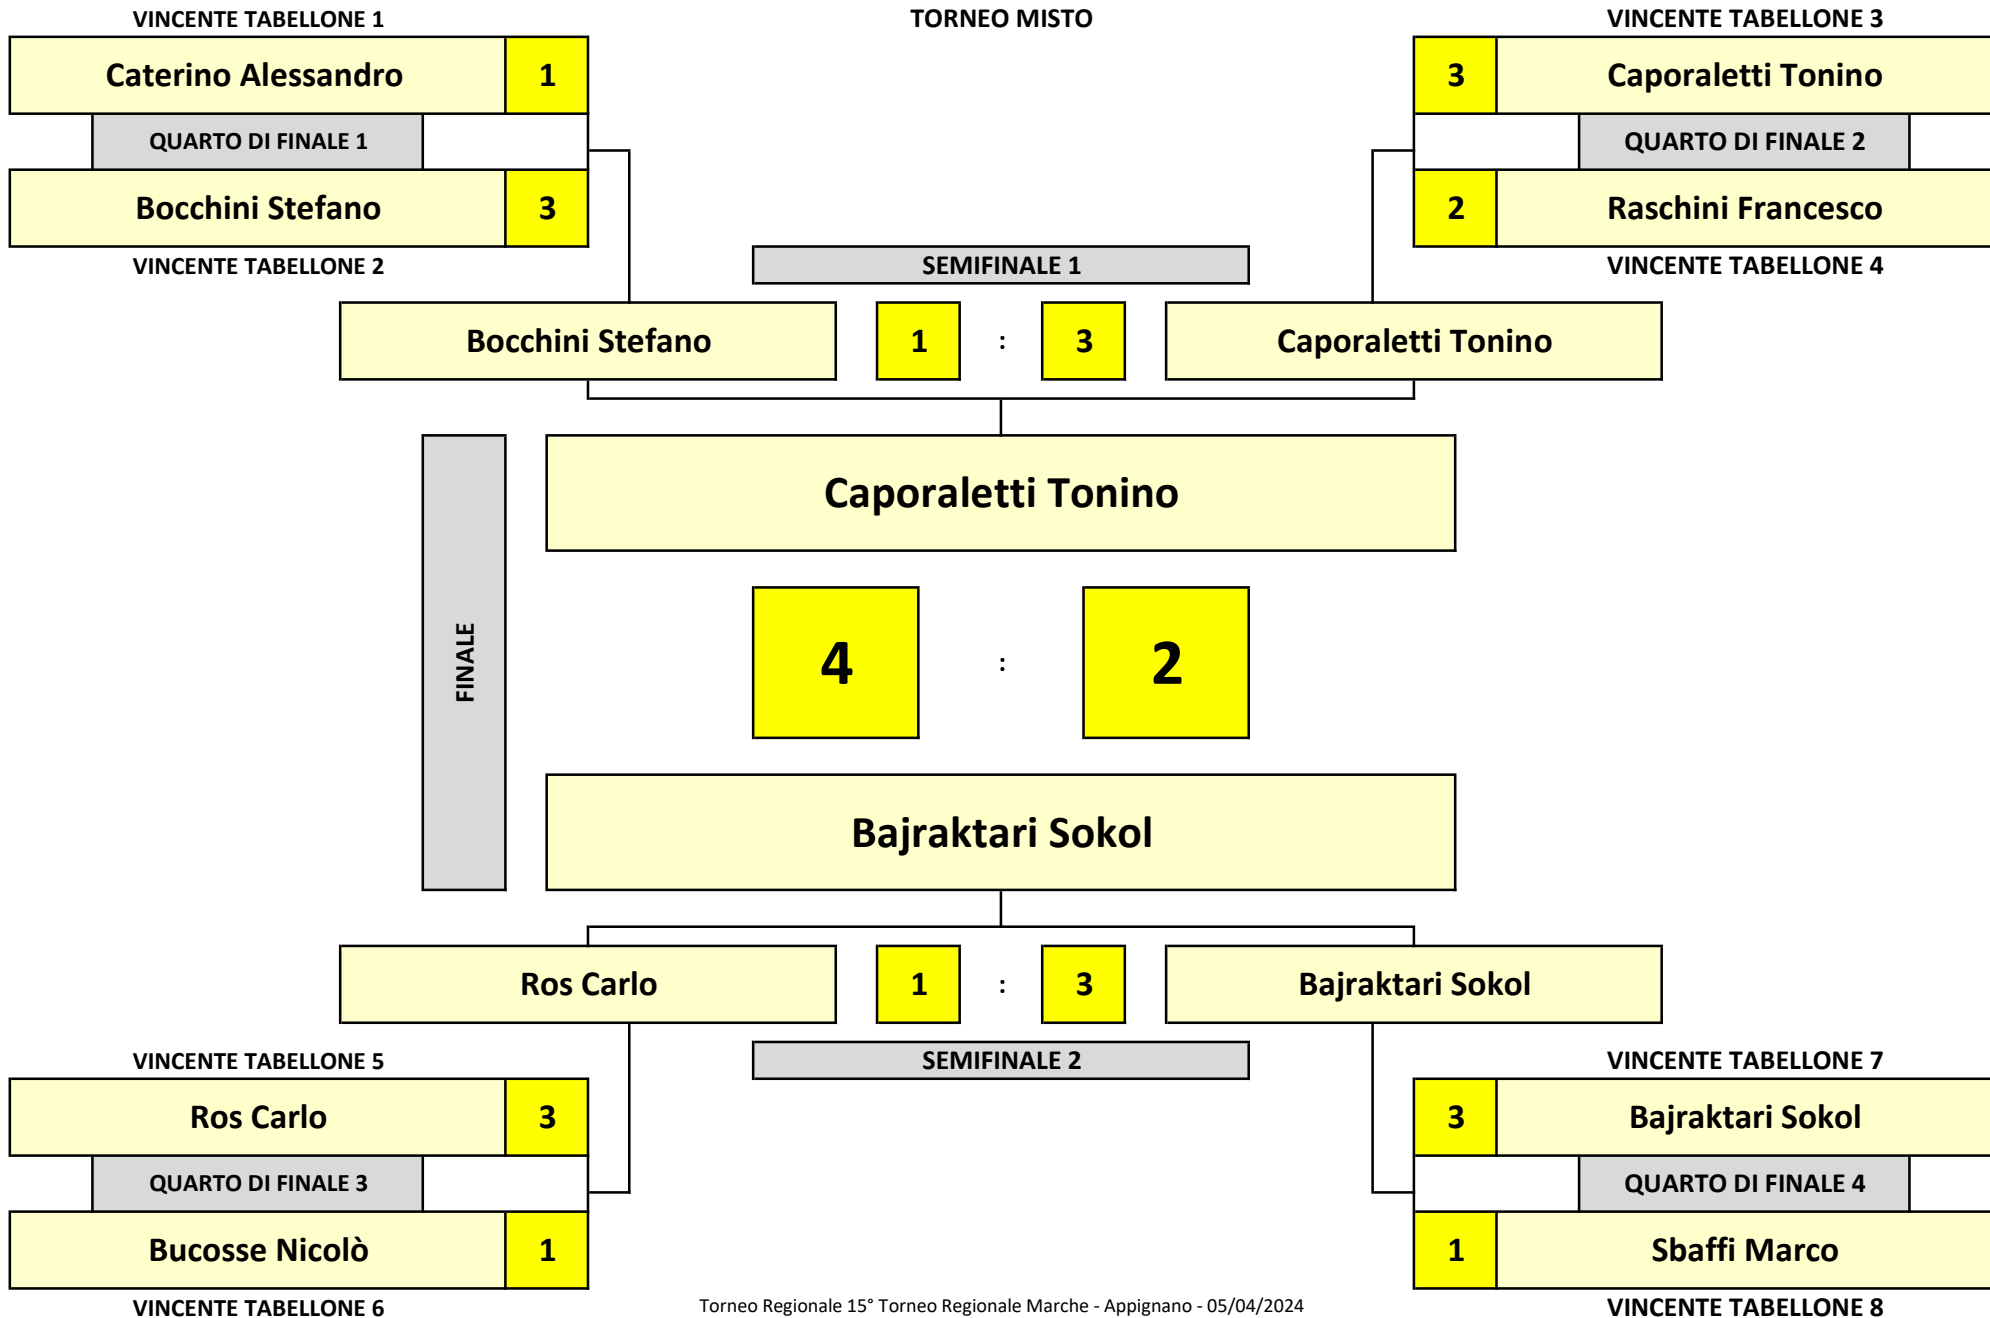 VINCENTE TABELLONE 1
TORNEO MISTO
VINCENTE TABELLONE 3
Caterino Alessandro 1
3 Caporaletti Tonino
QUARTO DI FINALE 1
QUARTO DI FINALE 2
Bocchini Stefano 3
2 Raschini Francesco
VINCENTE TABELLONE 2
SEMIFINALE 1
VINCENTE TABELLONE 4
Bocchini Stefano 1 : 3 Caporaletti Tonino
Caporaletti Tonino
FINALE
4 : 2
Bajraktari Sokol
Ros Carlo 1 : 3 Bajraktari Sokol
VINCENTE TABELLONE 5
SEMIFINALE 2
VINCENTE TABELLONE 7
Ros Carlo 3
3 Bajraktari Sokol
QUARTO DI FINALE 3
QUARTO DI FINALE 4
Bucosse Nicolò 1
1 Sbaffi Marco
VINCENTE TABELLONE 6
Torneo Regionale 15° Torneo Regionale Marche - Appignano - 05/04/2024
VINCENTE TABELLONE 8